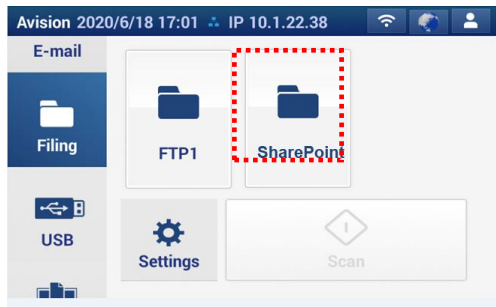 Avision 2020/6/18 17:01 IP 10.1.22.38
E-mail
Filing
FTP1
SharePoint
USB
Settings
Scan